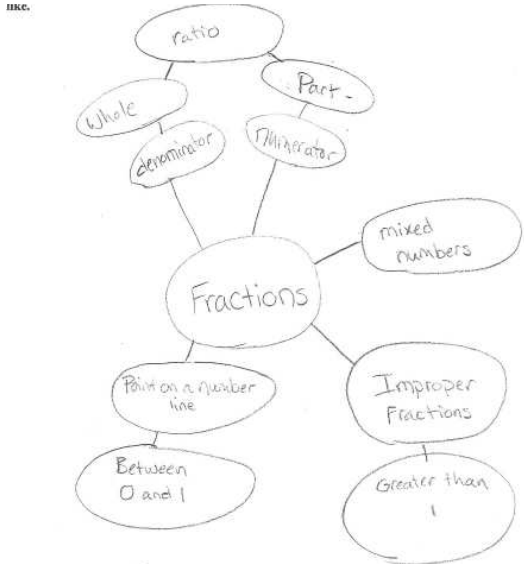 ratio
Whole
Part
denominator
numerator
mixed
numbers
Fractions
Point on a number
line
Improper
Fractions
Between
0 and 1
Greater than
1